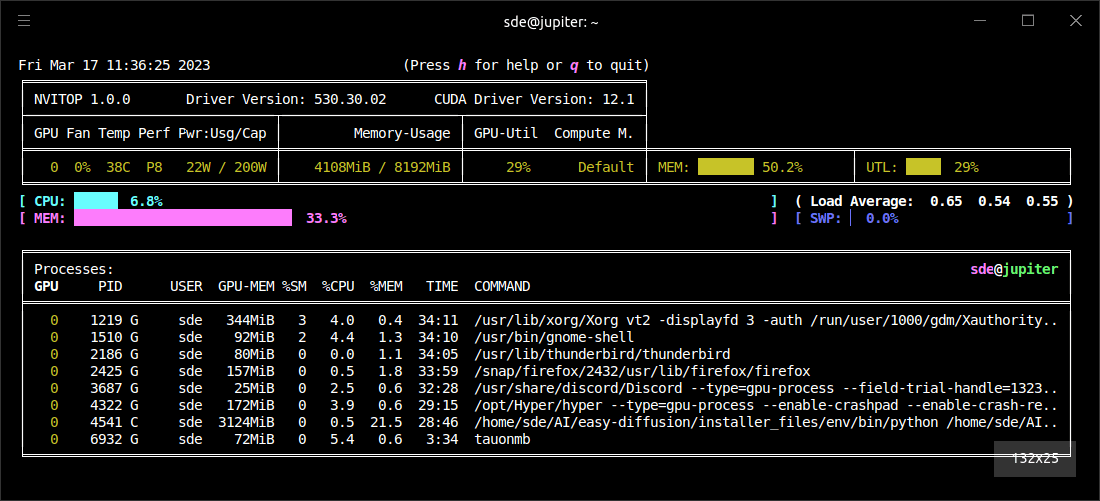 sde@jupiter: ~
Fri Mar 17 11:36:25 2023 (Press h for help or q to quit)
NVITOP 1.0.0 Driver Version: 530.30.02 CUDA Driver Version: 12.1
GPU Fan Temp Perf Pwr:Usg/Cap Memory-Usage GPU-Util Compute M.
0 0% 38C P8 22W / 200W 4108MiB / 8192MiB 29% Default MEM: 50.2% UTL: 29%
[ CPU: 6.8% ] ( Load Average: 0.65 0.54 0.55 )
[ MEM: 33.3% ] [ SWP: 0.0% ]
Processes: sde@jupiter
GPU PID USER GPU-MEM %SM %CPU %MEM TIME COMMAND
0 1219 G sde 344MiB 3 4.0 0.4 34:11 /usr/lib/xorg/Xorg vt2 -displayfd 3 -auth /run/user/1000/gdm/Xauthority..
0 1510 G sde 92MiB 2 4.4 1.3 34:10 /usr/bin/gnome-shell
0 2186 G sde 80MiB 0 0.0 1.1 34:05 /usr/lib/thunderbird/thunderbird
0 2425 G sde 157MiB 0 0.5 1.8 33:59 /snap/firefox/2432/usr/lib/firefox/firefox
0 3687 G sde 25MiB 0 2.5 0.6 32:28 /usr/share/discord/Discord --type=gpu-process --field-trial-handle=1323..
0 4322 G sde 172MiB 0 3.9 0.6 29:15 /opt/Hyper/hyper --type=gpu-process --enable-crashpad --enable-crash-re..
0 4541 C sde 3124MiB 0 0.5 21.5 28:46 /home/sde/AI/easy-diffusion/installer_files/env/bin/python /home/sde/AI..
0 6932 G sde 72MiB 0 5.4 0.6 3:34 tauonmb
132x25